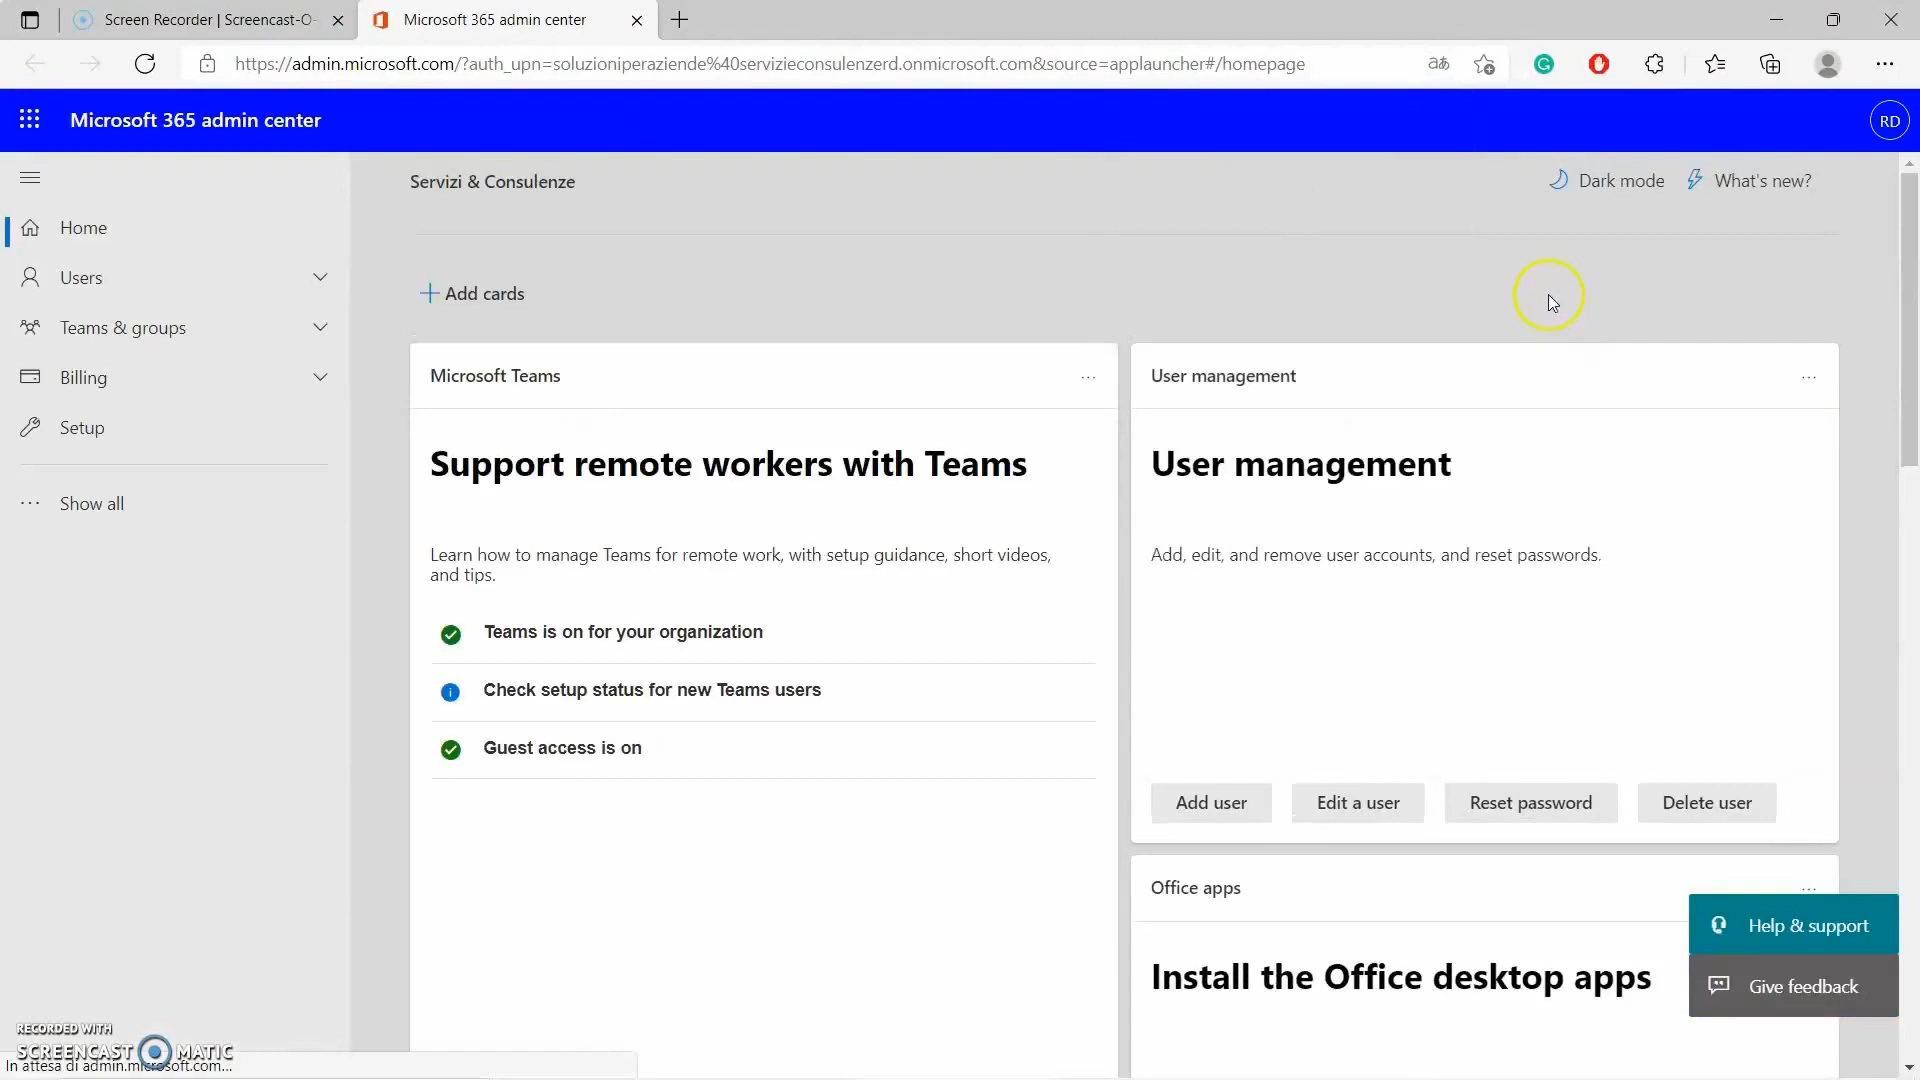 Screen Recorder | Screencast-O-
Microsoft 365 admin center
https://admin.microsoft.com/?auth_upn=soluzioniperaziende%40servizieconsulenzerd.onmicrosoft.com&source=applauncher#/homepage
Microsoft 365 admin center
RD
Servizi & Consulenze
Dark mode
What's new?
Home
Users
Teams & groups
Billing
Setup
Show all
Add cards
Microsoft Teams
Support remote workers with Teams
Learn how to manage Teams for remote work, with setup guidance, short videos,
and tips.
Teams is on for your organization
Check setup status for new Teams users
Guest access is on
User management
User management
Add, edit, and remove user accounts, and reset passwords.
Add user
Edit a user
Reset password
Delete user
Office apps
Install the Office desktop apps
Help & support
Give feedback
RECORDED WITH
SCREENCAST MATIC
In attesa di admin.microsoft.com...